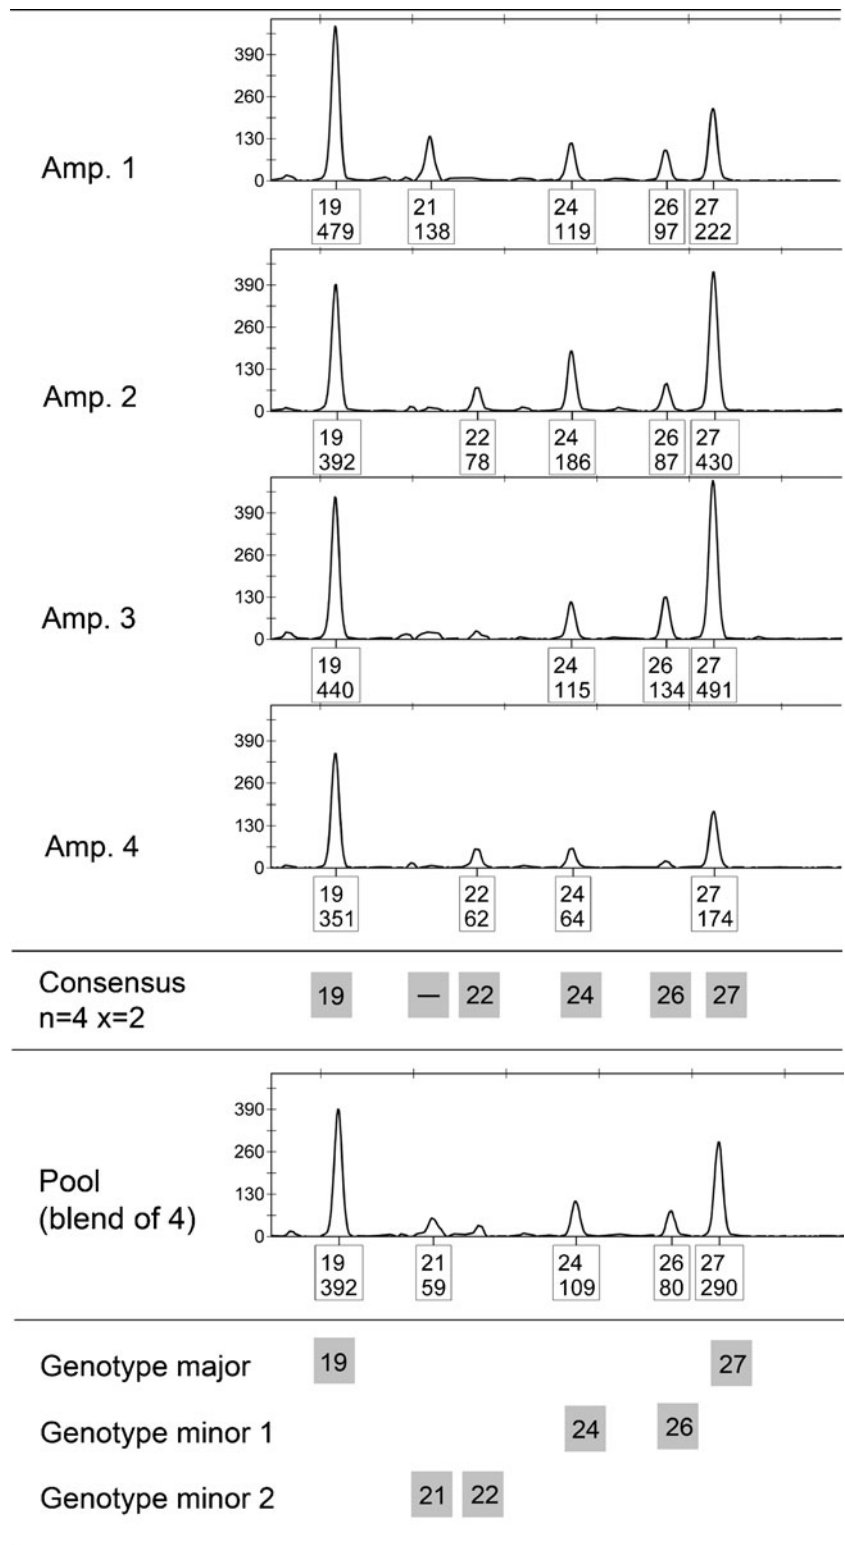 390
260
130
0
Amp. 1
19 21 24 26 27
479 138 119 97 222
390
260
130
0
Amp. 2
19 22 24 26 27
392 78 186 87 430
390
260
130
0
Amp. 3
19 24 26 27
440 115 134 491
390
260
130
0
Amp. 4
19 22 24 27
351 62 64 174
Consensus
n=4 x=2
19 — 22 24 26 27
390
260
130
0
Pool
(blend of 4)
19 21 24 26 27
392 59 109 80 290
Genotype major 19 27
Genotype minor 1 24 26
Genotype minor 2 21 22